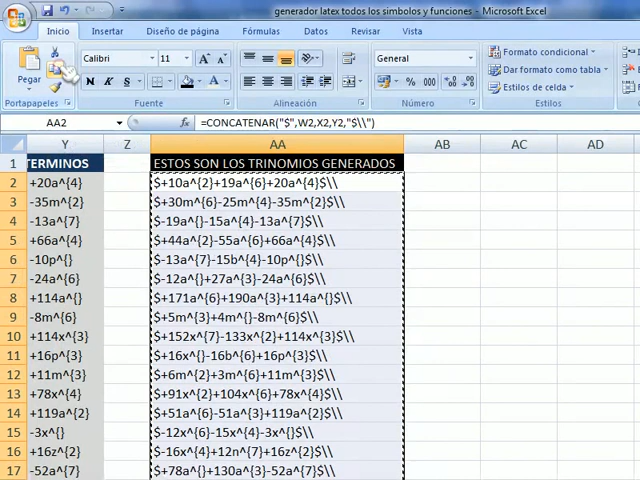 generador latex todos los simbolos y funciones - Microsoft Excel
Inicio Insertar Diseño de página Fórmulas Datos Revisar Vista
Pegar
Calibri 11 A A
General
Formato condicional
Dar formato como tabla
Estilos de celda
N K S
% 000
Portapapeles Fuente Alineación Número Estilos
AA2 fx =CONCATENAR("$",W2,X2,Y2,"$\\")
Y Z AA AB AC AD
1 TERMINOS ESTOS SON LOS TRINOMIOS GENERADOS
2 +20a^{4} $+10a^{2}+19a^{6}+20a^{4}$\\
3 -35m^{2} $+30m^{6}-25m^{4}-35m^{2}$\\
4 -13a^{7} $-19a^{}-15a^{4}-13a^{7}$\\
5 +66a^{4} $+44a^{2}-55a^{6}+66a^{4}$\\
6 -10p^{} $-13a^{7}-15b^{4}-10p^{}$\\
7 -24a^{6} $-12a^{}+27a^{3}-24a^{6}$\\
8 +114a^{} $+171a^{6}+190a^{3}+114a^{}$\\
9 -8m^{6} $+5m^{3}+4m^{}-8m^{6}$\\
10 +114x^{3} $+152x^{7}-133x^{2}+114x^{3}$\\
11 +16p^{3} $+16x^{}-16b^{6}+16p^{3}$\\
12 +11m^{3} $+6m^{2}+3m^{6}+11m^{3}$\\
13 +78x^{4} $+91x^{2}+104x^{6}+78x^{4}$\\
14 +119a^{2} $+51a^{6}-51a^{3}+119a^{2}$\\
15 -3x^{} $-12x^{6}-15x^{4}-3x^{}$\\
16 +16z^{2} $-16x^{4}+12n^{7}+16z^{2}$\\
17 -52a^{7} $+78a^{}+130a^{3}-52a^{7}$\\